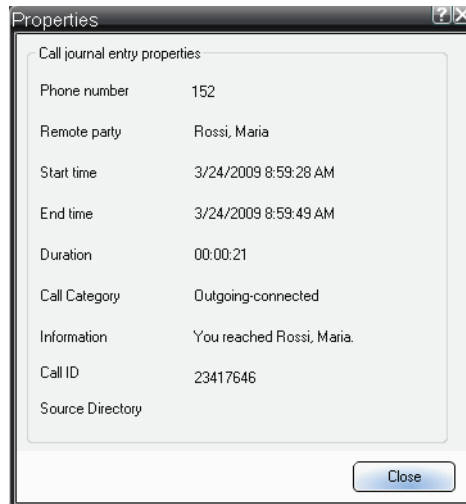 Properties
Call journal entry properties
Phone number 152
Remote party Rossi, Maria
Start time 3/24/2009 8:59:28 AM
End time 3/24/2009 8:59:49 AM
Duration 00:00:21
Call Category Outgoing-connected
Information You reached Rossi, Maria.
Call ID 23417646
Source Directory
Close